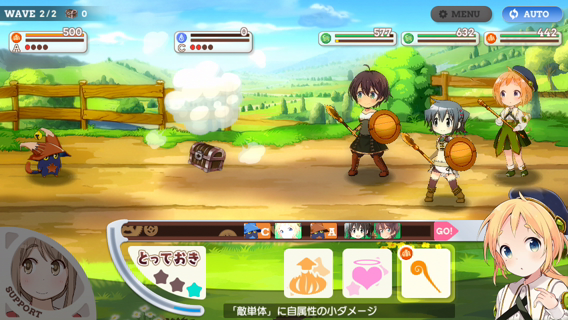 WAVE 2/2 0 MENU AUTO
500 0 577 632 442
A C
C A GO!
とっておき
SUPPORT
「敵単体」に自属性の小ダメージ